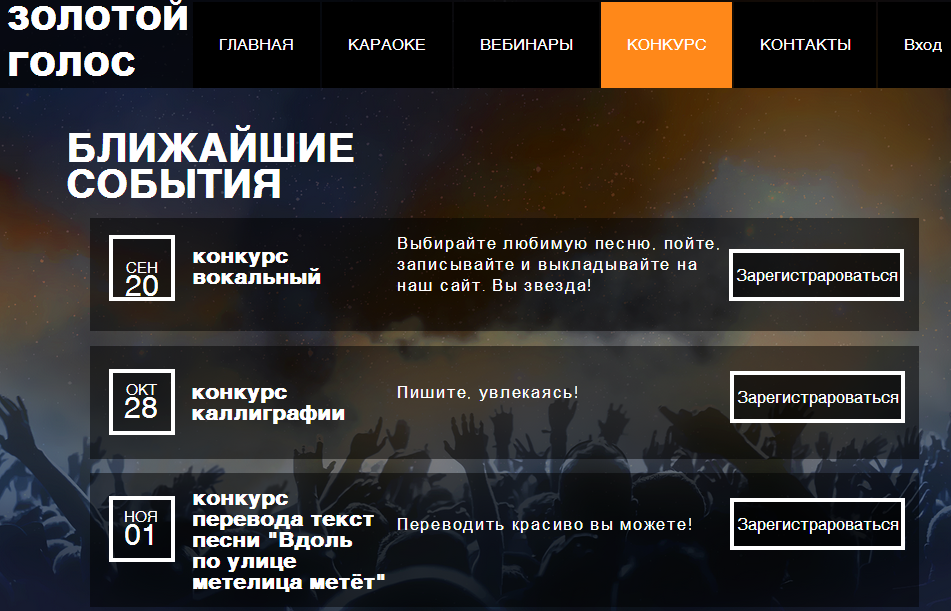 золотой
голос
ГЛАВНАЯ
КАРАОКЕ
ВЕБИНАРЫ
КОНКУРС
КОНТАКТЫ
Вход
БЛИЖАЙШИЕ
СОБЫТИЯ
СЕН
20
конкурс
вокальный
Выбирайте любимую песню, пойте,
записывайте и выкладывайте на
наш сайт. Вы звезда!
Зарегистрароваться
ОКТ
28
конкурс
каллиграфии
Пишите, увлекаясь!
Зарегистрароваться
НОЯ
01
конкурс
перевода текст
песни "Вдоль
по улице
метелица метёт"
Переводить красиво вы можете!
Зарегистрароваться